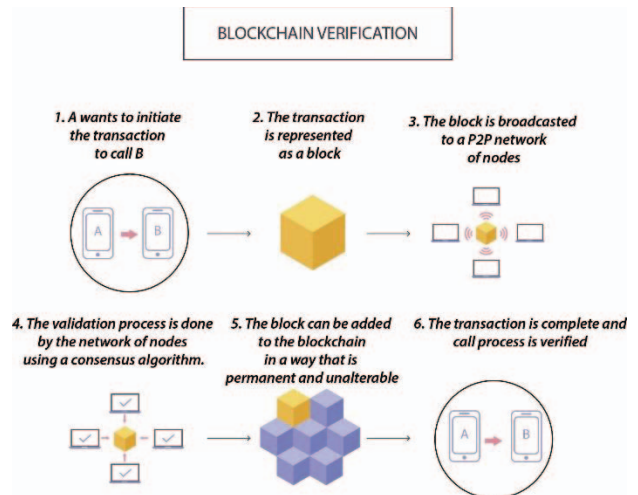 BLOCKCHAIN VERIFICATION
1. A wants to initiate
the transaction
to call B
2. The transaction
is represented
as a block
3. The block is broadcasted
to a P2P network
of nodes
A
B
4. The validation process is done
by the network of nodes
using a consensus algorithm.
5. The block can be added
to the blockchain
in a way that is
permanent and unalterable
6. The transaction is complete and
call process is verified
A
B